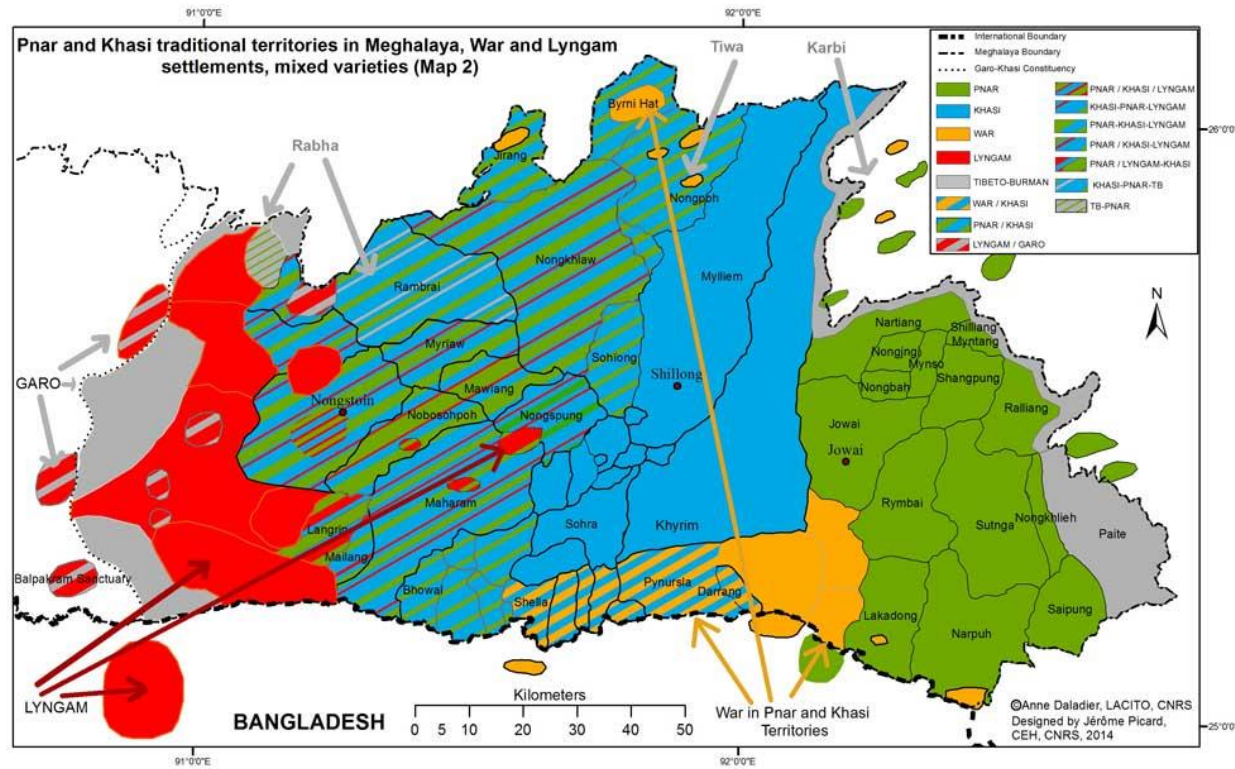 91°0'0"E
92°0'0"E
Pnar and Khasi traditional territories in Meghalaya, War and Lyngam
settlements, mixed varieties (Map 2)
Tiwa
Karbi
International Boundary
Meghalaya Boundary
Garo-Khasi Constituency
PNAR
KHASI
WAR
LYNGAM
TIBETO-BURMAN
WAR / KHASI
PNAR / KHASI
LYNGAM / GARO
PNAR / KHASI / LYNGAM
KHASI-PNAR-LYNGAM
PNAR-KHASI-LYNGAM
PNAR / KHASI-LYNGAM
PNAR / LYNGAM-KHASI
KHASI-PNAR-TB
TB-PNAR
26°0'0"
Byrni Hat
Rabha
Jirang
Nongpoh
Nongkhlaw
Rambrai
Mylliem
N
Nartiang
Shilliang
Myntang
Myriaw
Sohiong
Nongjngi
Mynso
Shillong
Shangpung
Nongbah
GARO
Mawiang
Nongstoin
Nobosohpoh
Nongspung
Ralliang
Jowai
Jowai
Maharam
Rymbai
Langrin
Sohra
Khyrim
Sutnga
Nongkhlieh
Paite
Mailang
Balpakram Sanctuary
Bhowal
Shella
Pynursla
Darrang
Lakadong
Narpuh
Saipung
LYNGAM
Kilometers
BANGLADESH
0 5 10 20 30 40 50
War in Pnar and Khasi
Territories
©Anne Daladier, LACITO, CNRS
Designed by Jérôme Picard,
CEH, CNRS, 2014
25°0'0"
91°0'0"E
92°0'0"E